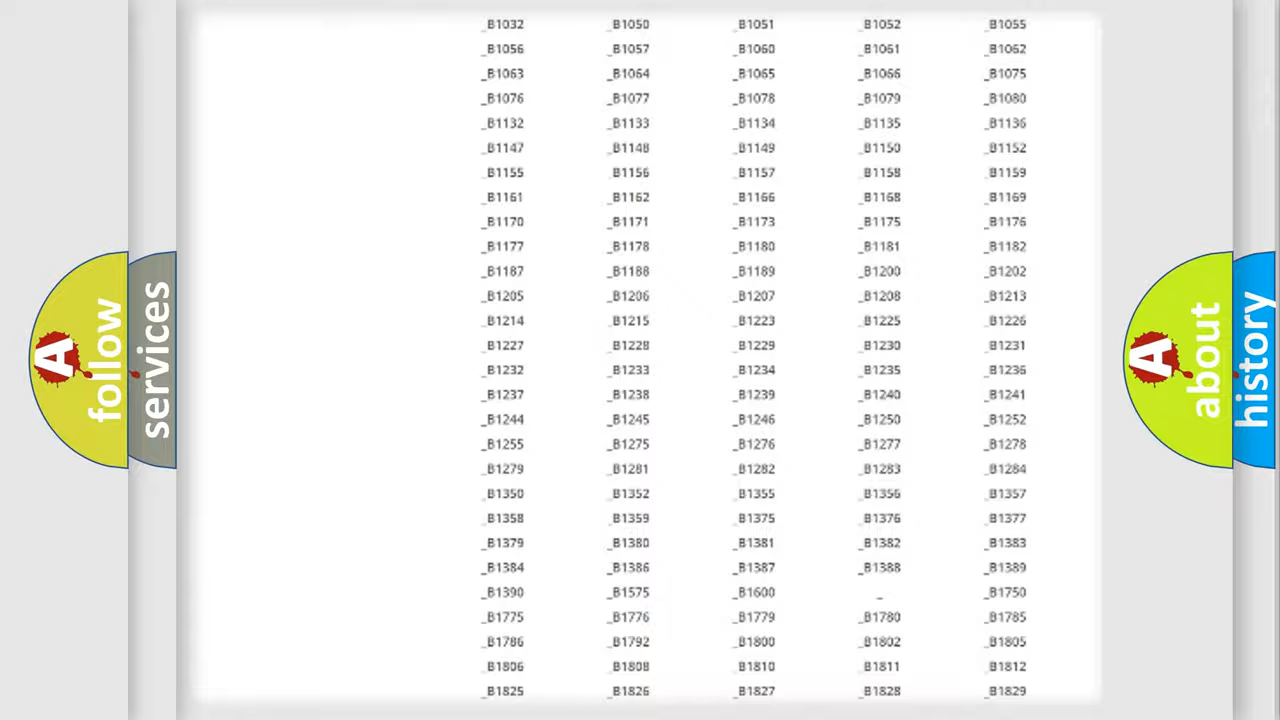 _B1032 _B1050 _B1051 _B1052 _B1055
_B1056 _B1057 _B1060 _B1061 _B1062
_B1063 _B1064 _B1065 _B1066 _B1075
_B1076 _B1077 _B1078 _B1079 _B1080
_B1132 _B1133 _B1134 _B1135 _B1136
_B1147 _B1148 _B1149 _B1150 _B1152
_B1155 _B1156 _B1157 _B1158 _B1159
_B1161 _B1162 _B1166 _B1168 _B1169
_B1170 _B1171 _B1173 _B1175 _B1176
_B1177 _B1178 _B1180 _B1181 _B1182
_B1187 _B1188 _B1189 _B1200 _B1202
_B1205 _B1206 _B1207 _B1208 _B1213
_B1214 _B1215 _B1223 _B1225 _B1226
_B1227 _B1228 _B1229 _B1230 _B1231
_B1232 _B1233 _B1234 _B1235 _B1236
_B1237 _B1238 _B1239 _B1240 _B1241
_B1244 _B1245 _B1246 _B1250 _B1252
_B1255 _B1275 _B1276 _B1277 _B1278
_B1279 _B1281 _B1282 _B1283 _B1284
_B1350 _B1352 _B1355 _B1356 _B1357
_B1358 _B1359 _B1375 _B1376 _B1377
_B1379 _B1380 _B1381 _B1382 _B1383
_B1384 _B1386 _B1387 _B1388 _B1389
_B1390 _B1575 _B1600 _ _B1750
_B1775 _B1776 _B1779 _B1780 _B1785
_B1786 _B1792 _B1800 _B1802 _B1805
_B1806 _B1808 _B1810 _B1811 _B1812
_B1825 _B1826 _B1827 _B1828 _B1829
A follow
services
A about
history